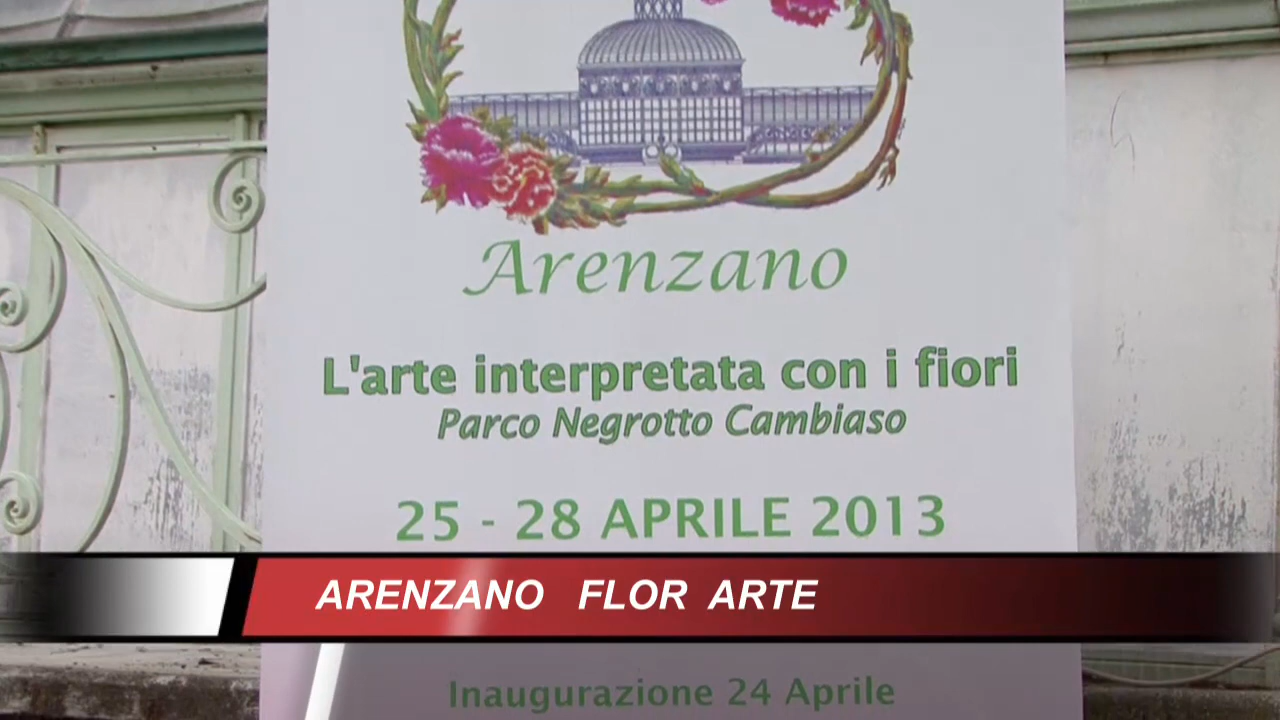 Arenzano
L'arte interpretata con i fiori
Parco Negrotto Cambiaso
25 - 28 APRILE 2013
ARENZANO FLOR ARTE
Inaugurazione 24 Aprile